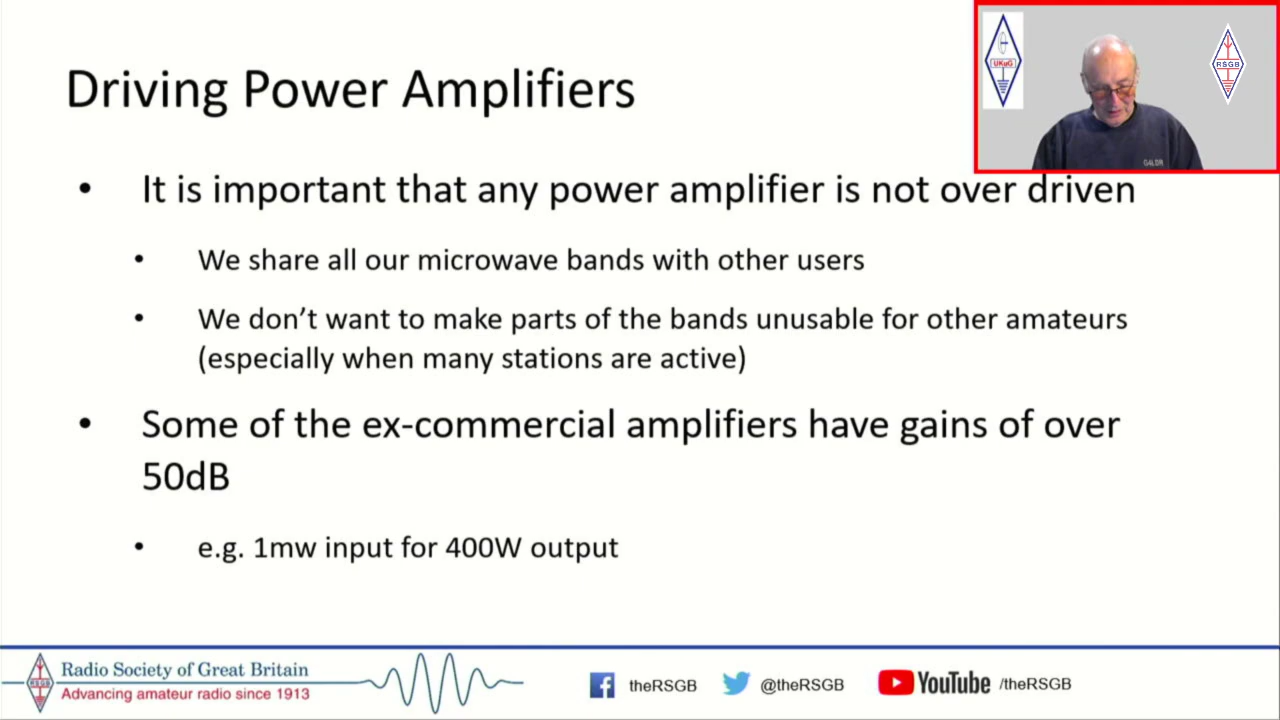 Driving Power Amplifiers
UKuG
RSGB
G4LDR
• It is important that any power amplifier is not over driven
• We share all our microwave bands with other users
• We don't want to make parts of the bands unusable for other amateurs
(especially when many stations are active)
• Some of the ex-commercial amplifiers have gains of over
50dB
• e.g. 1mw input for 400W output
RSGB
Radio Society of Great Britain
Advancing amateur radio since 1913
theRSGB
@theRSGB
YouTube /theRSGB